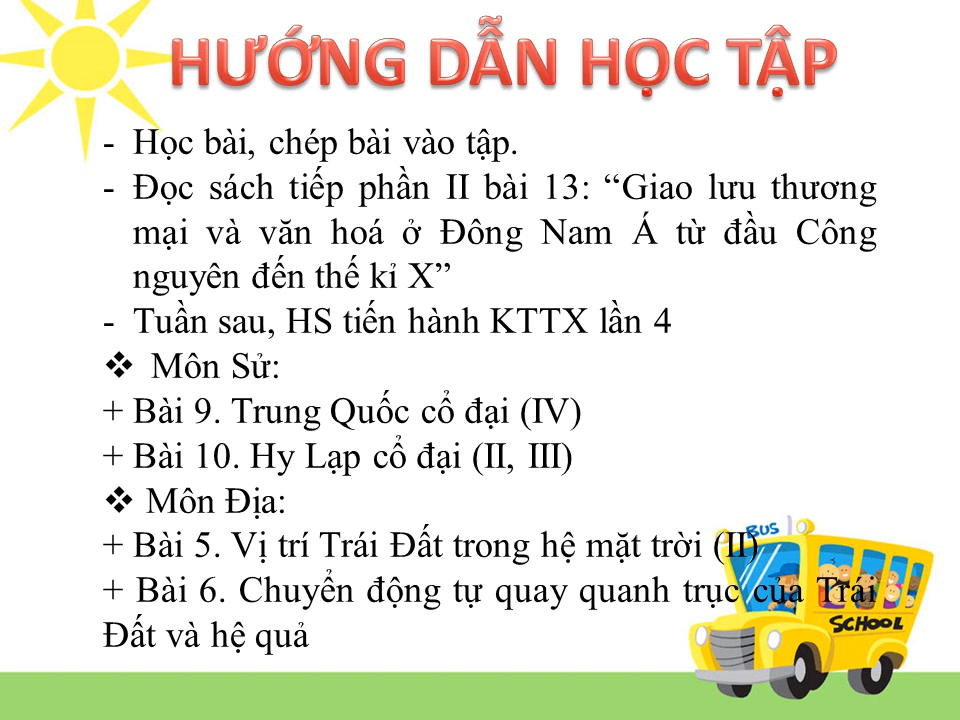 HƯỚNG DẪN HỌC TẬP
- Học bài, chép bài vào tập.
- Đọc sách tiếp phần II bài 13: “Giao lưu thương
mại và văn hoá ở Đông Nam Á từ đầu Công
nguyên đến thế kỉ X”
- Tuần sau, HS tiến hành KTTX lần 4
❖ Môn Sử:
+ Bài 9. Trung Quốc cổ đại (IV)
+ Bài 10. Hy Lạp cổ đại (II, III)
❖ Môn Địa:
+ Bài 5. Vị trí Trái Đất trong hệ mặt trời (II)
+ Bài 6. Chuyển động tự quay quanh trục của Trái
Đất và hệ quả
BUS
SCHOOL